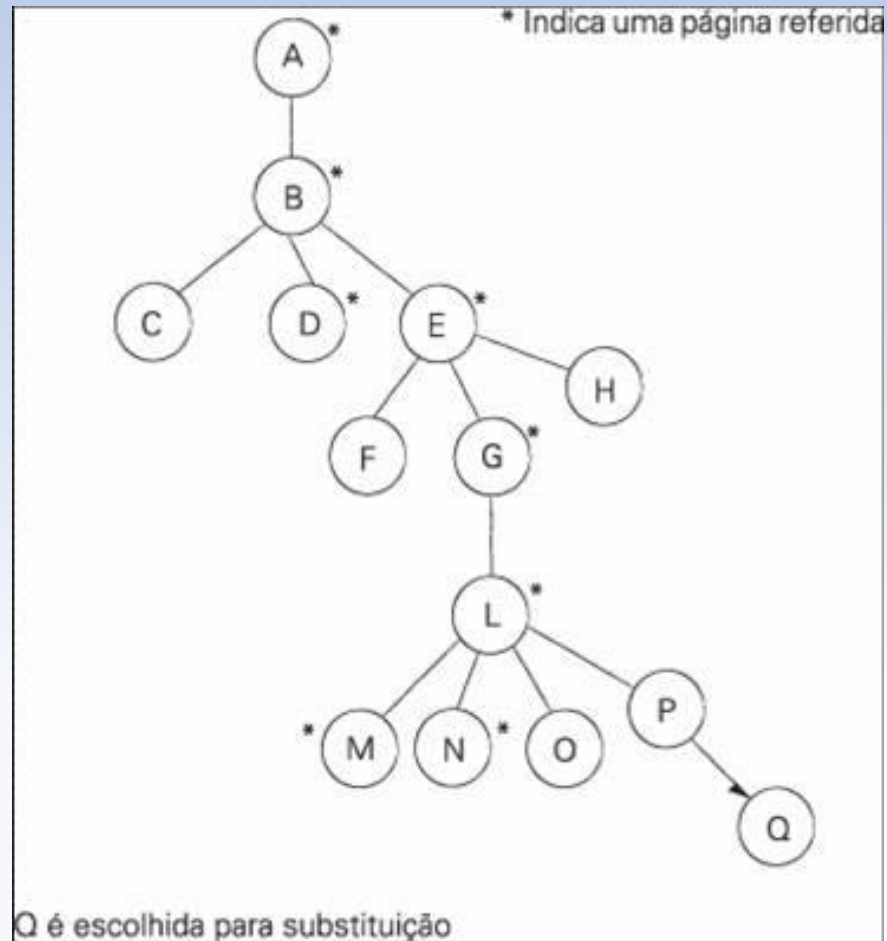 * Indica uma página referida
A *
B *
C D * E *
H
F G *
L *
* M N * O P
Q
Q é escolhida para substituição